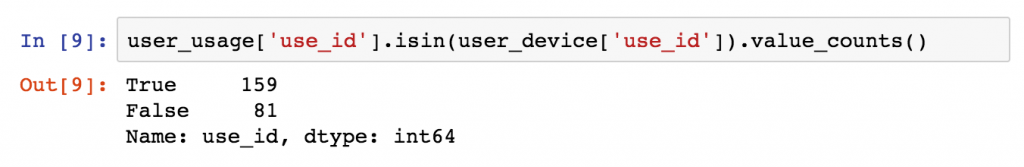 In [9]: user_usage['use_id'].isin(user_device['use_id']).value_counts()
Out[9]: True 159
False 81
Name: use_id, dtype: int64